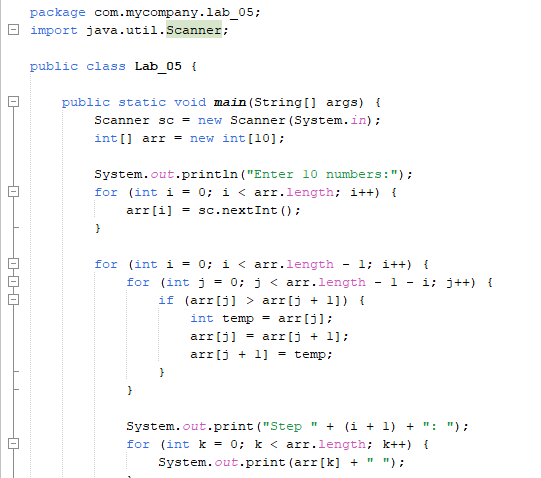 package com.mycompany.lab_05;
import java.util.Scanner;
public class Lab_05 {
public static void main(String[] args) {
Scanner sc = new Scanner(System.in);
int[] arr = new int[10];
System.out.println("Enter 10 numbers:");
for (int i = 0; i < arr.length; i++) {
arr[i] = sc.nextInt();
}
for (int i = 0; i < arr.length - 1; i++) {
for (int j = 0; j < arr.length - 1 - i; j++) {
if (arr[j] > arr[j + 1]) {
int temp = arr[j];
arr[j] = arr[j + 1];
arr[j + 1] = temp;
}
}
System.out.print("Step " + (i + 1) + ": ");
for (int k = 0; k < arr.length; k++) {
System.out.print(arr[k] + " ");